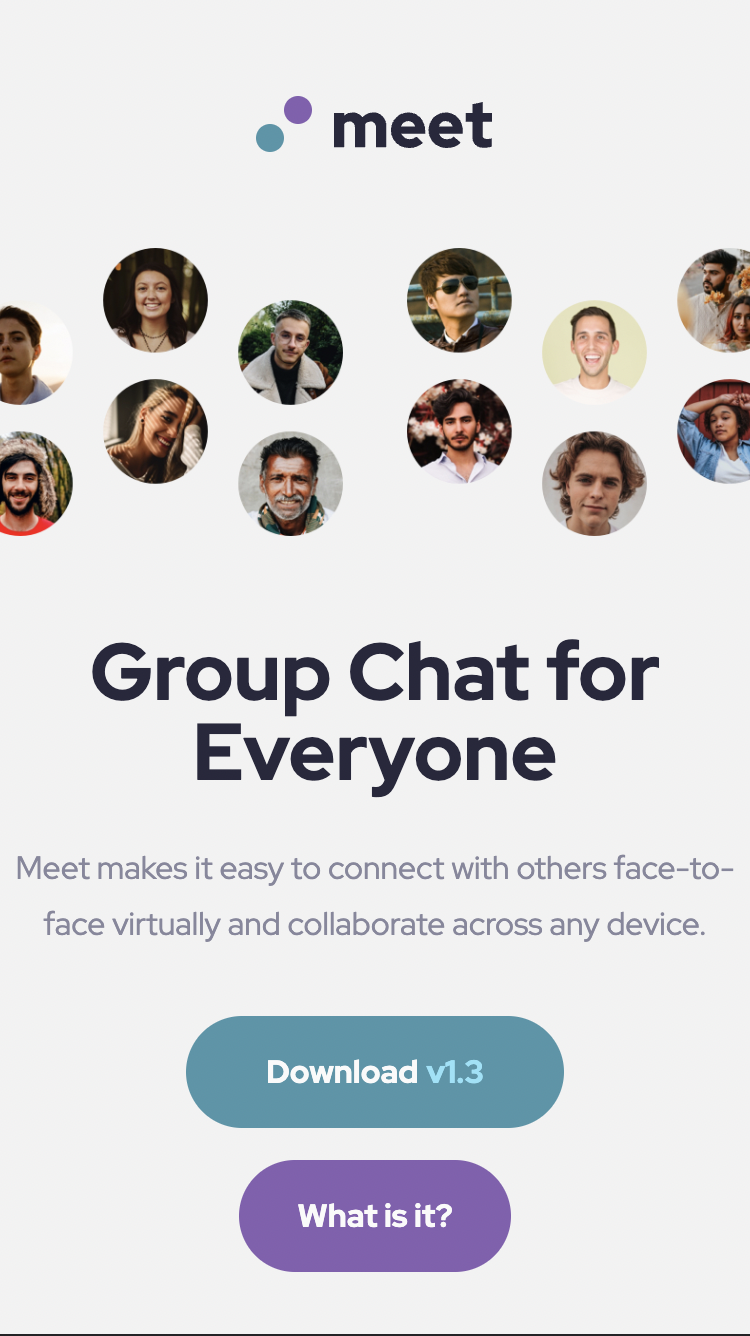 meet
Group Chat for
Everyone
Meet makes it easy to connect with others face-to-
face virtually and collaborate across any device.
Download v1.3
What is it?